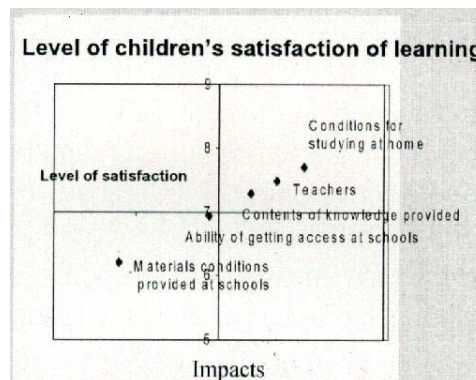 Level of children's satisfaction of learning
9
Conditions for
studying at home
8
Level of satisfaction
Teachers
7
Contents of knowledge provided
Ability of getting access at schools
Materials conditions
6
provided at schools
5
Impacts